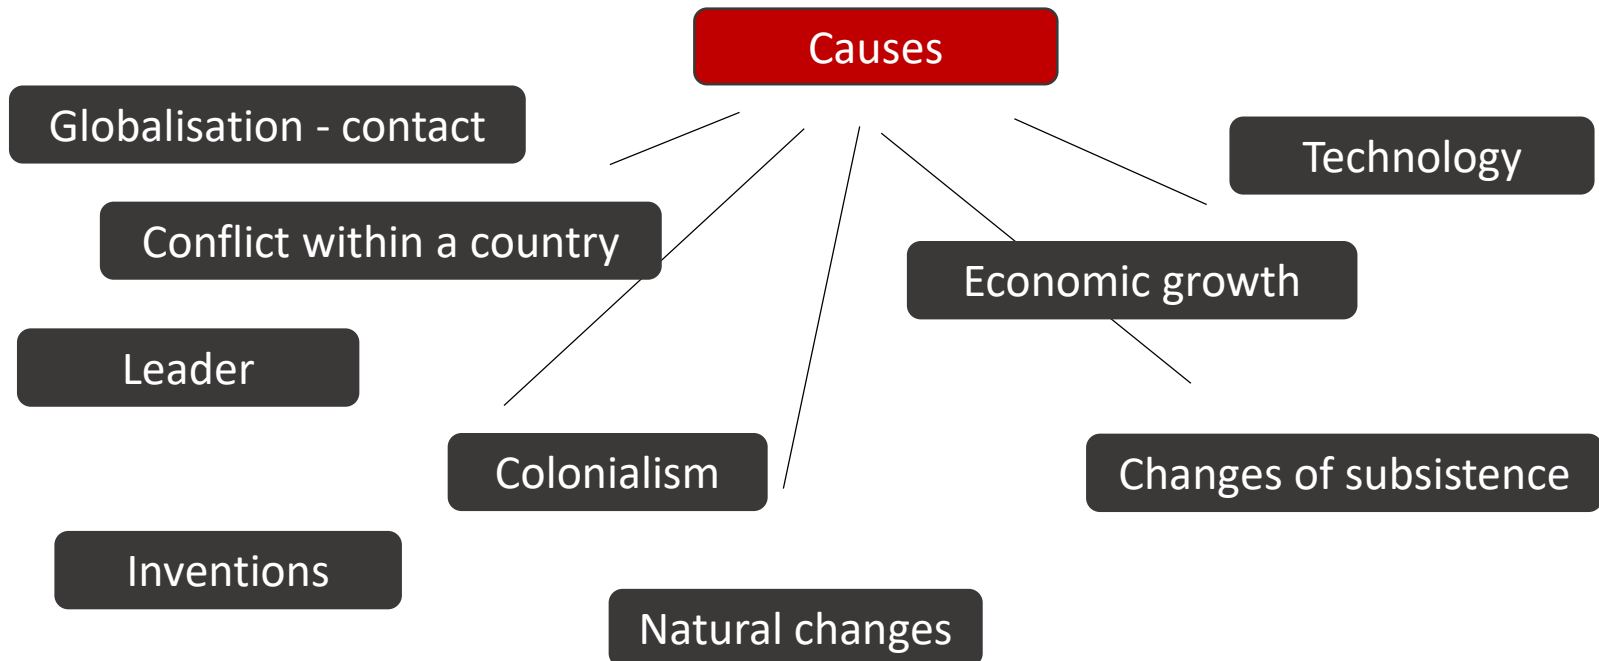 Causes
Globalisation - contact
Technology
Conflict within a country
Economic growth
Leader
Colonialism
Changes of subsistence
Inventions
Natural changes